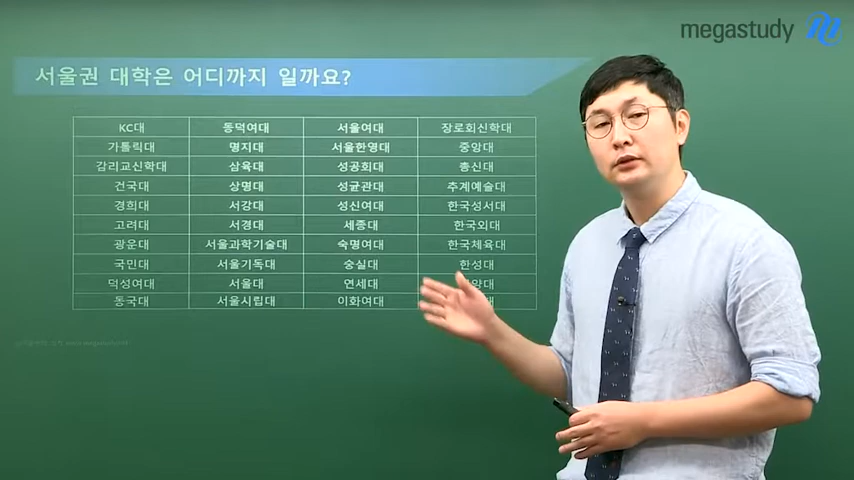 megastudy
서울권 대학은 어디까지 일까요?
KC대 동덕여대 서울여대 장로회신학대
가톨릭대 명지대 서울한영대 중앙대
감리교신학대 삼육대 성공회대 총신대
건국대 상명대 성균관대 추계예술대
경희대 서강대 성신여대 한국성서대
고려대 서경대 세종대 한국외대
광운대 서울과학기술대 숙명여대 한국체육대
국민대 서울기독대 숭실대 한성대
덕성여대 서울대 연세대
동국대 서울시립대 이화여대